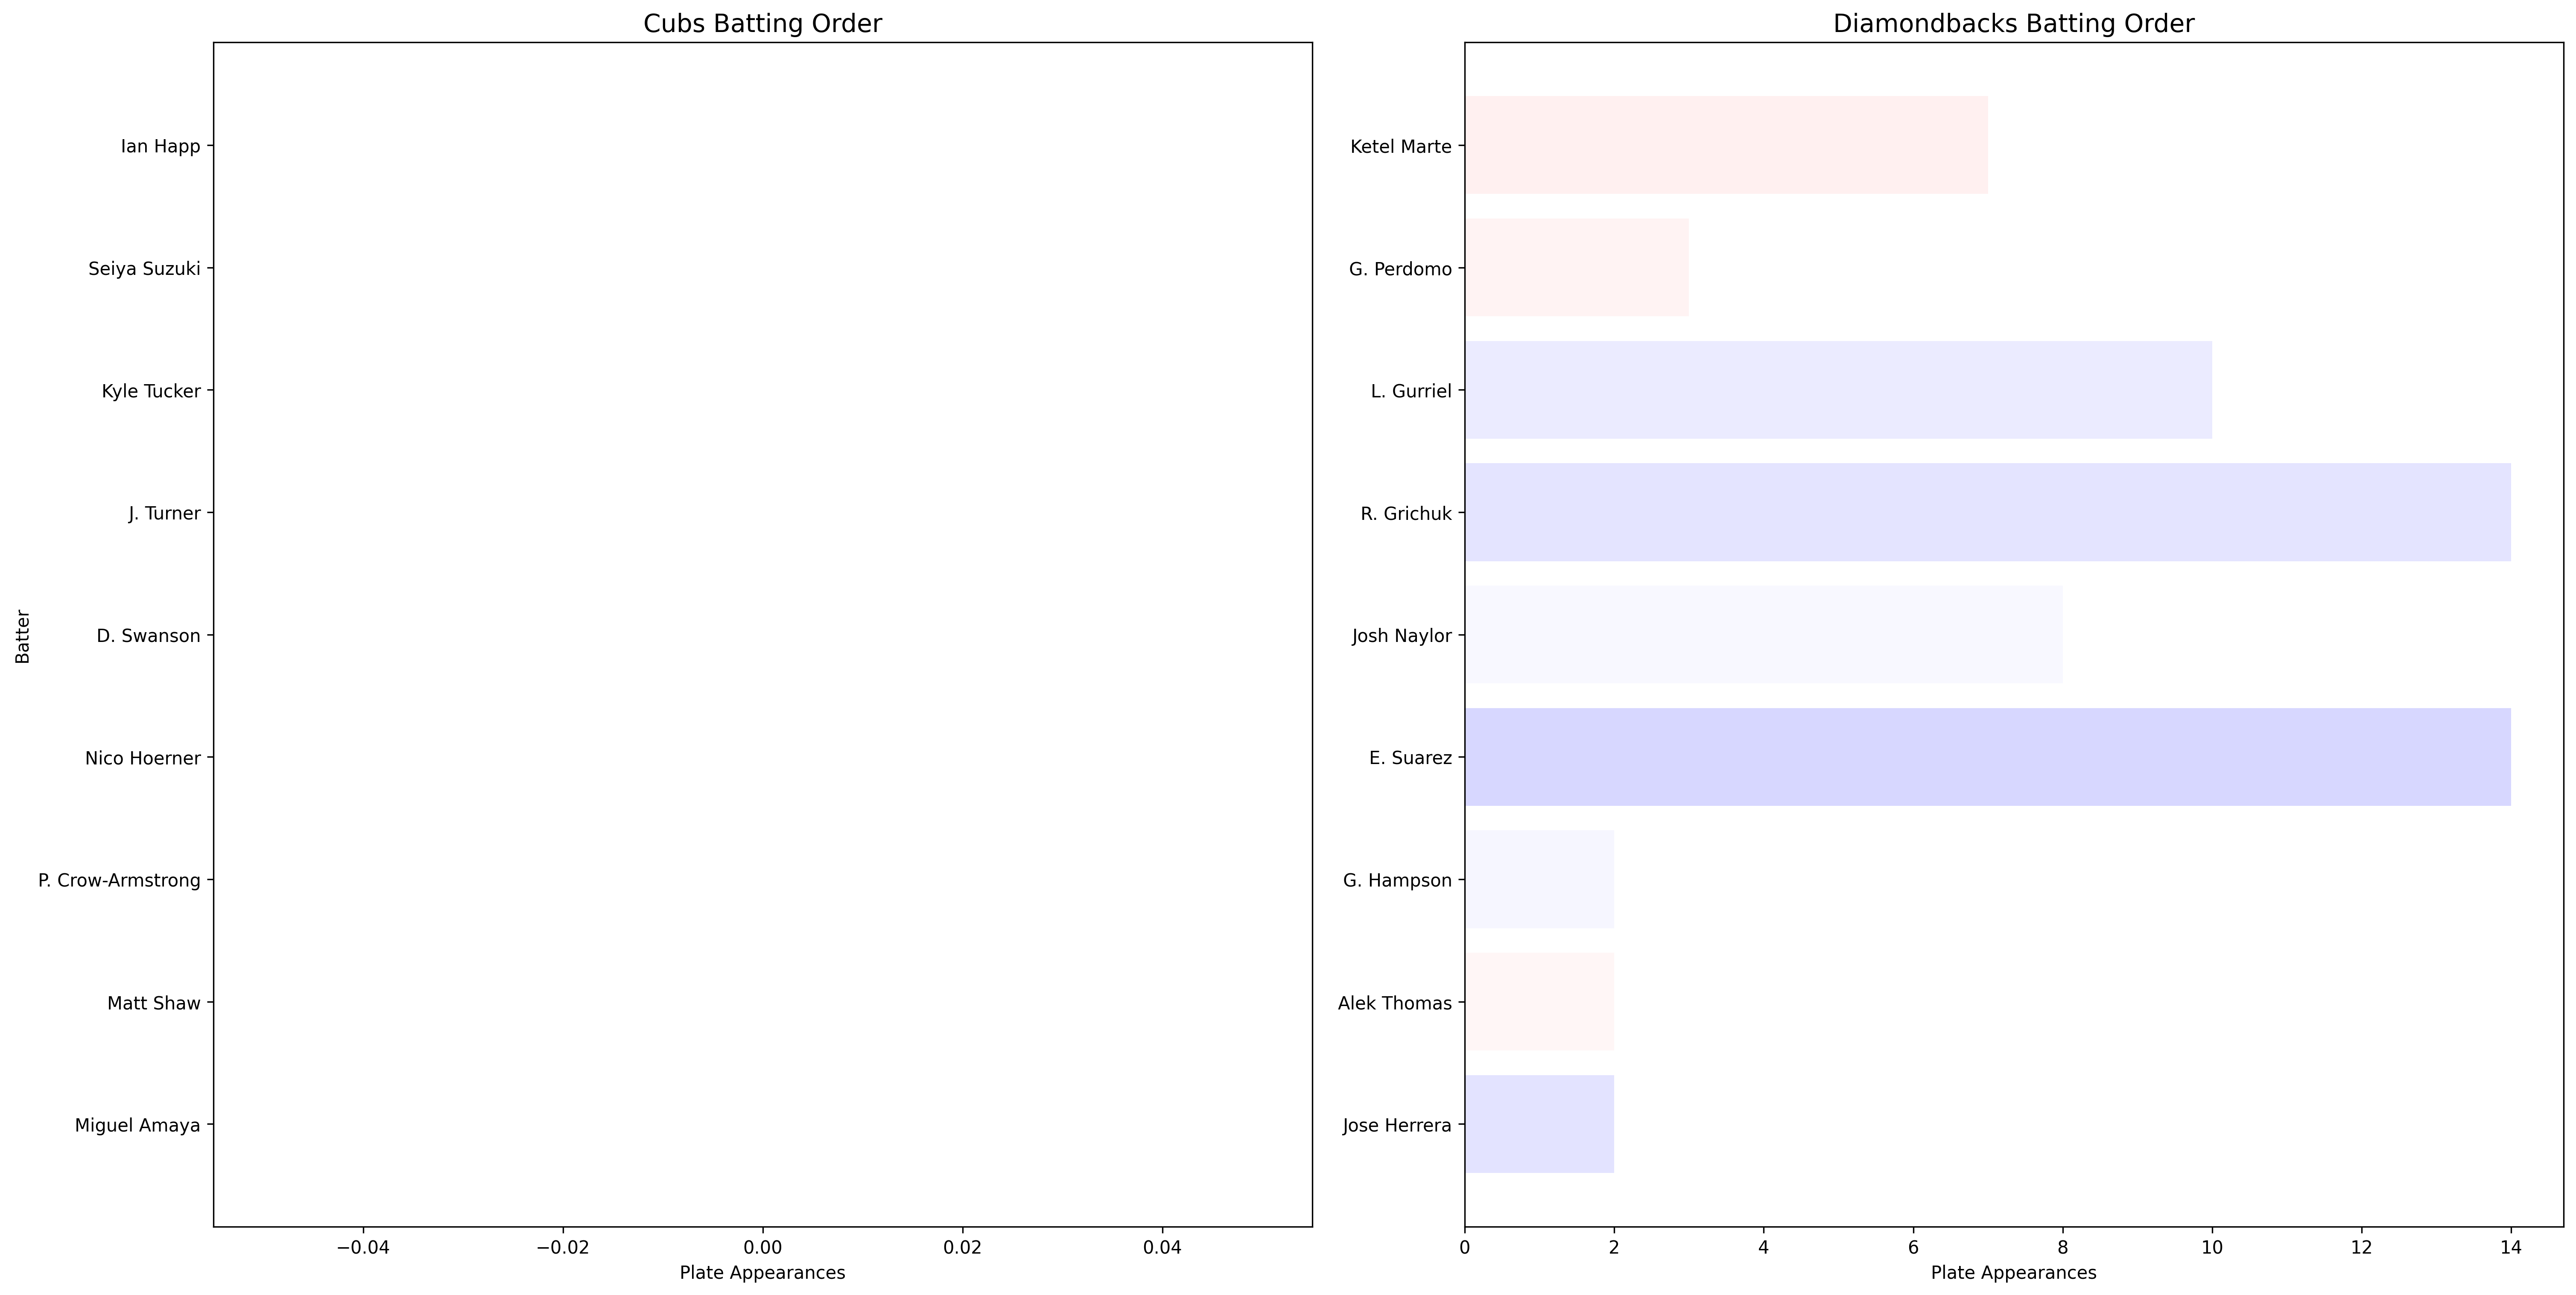 Cubs Batting Order
Batter
Ian Happ
Seiya Suzuki
Kyle Tucker
J. Turner
D. Swanson
Nico Hoerner
P. Crow-Armstrong
Matt Shaw
Miguel Amaya
−0.04 −0.02 0.00 0.02 0.04
Plate Appearances
Diamondbacks Batting Order
Ketel Marte
G. Perdomo
L. Gurriel
R. Grichuk
Josh Naylor
E. Suarez
G. Hampson
Alek Thomas
Jose Herrera
0 2 4 6 8 10 12 14
Plate Appearances